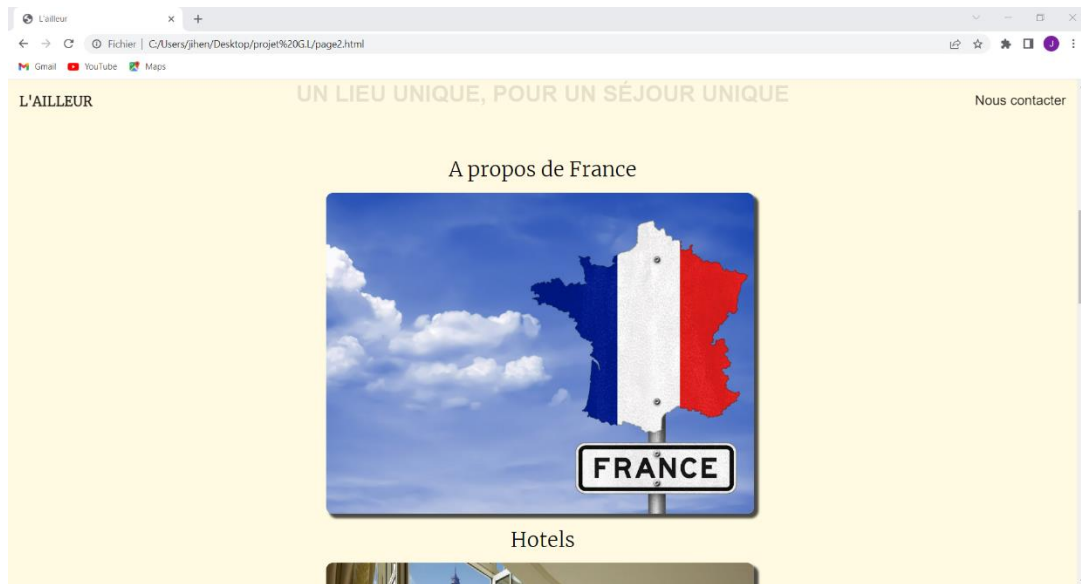 L'ailleur
Fichier | C:/Users/jihen/Desktop/projet%20G.L/page2.html
J
Gmail YouTube Maps
UN LIEU UNIQUE, POUR UN SÉJOUR UNIQUE
L'AILLEUR
Nous contacter
A propos de France
FRANCE
Hotels